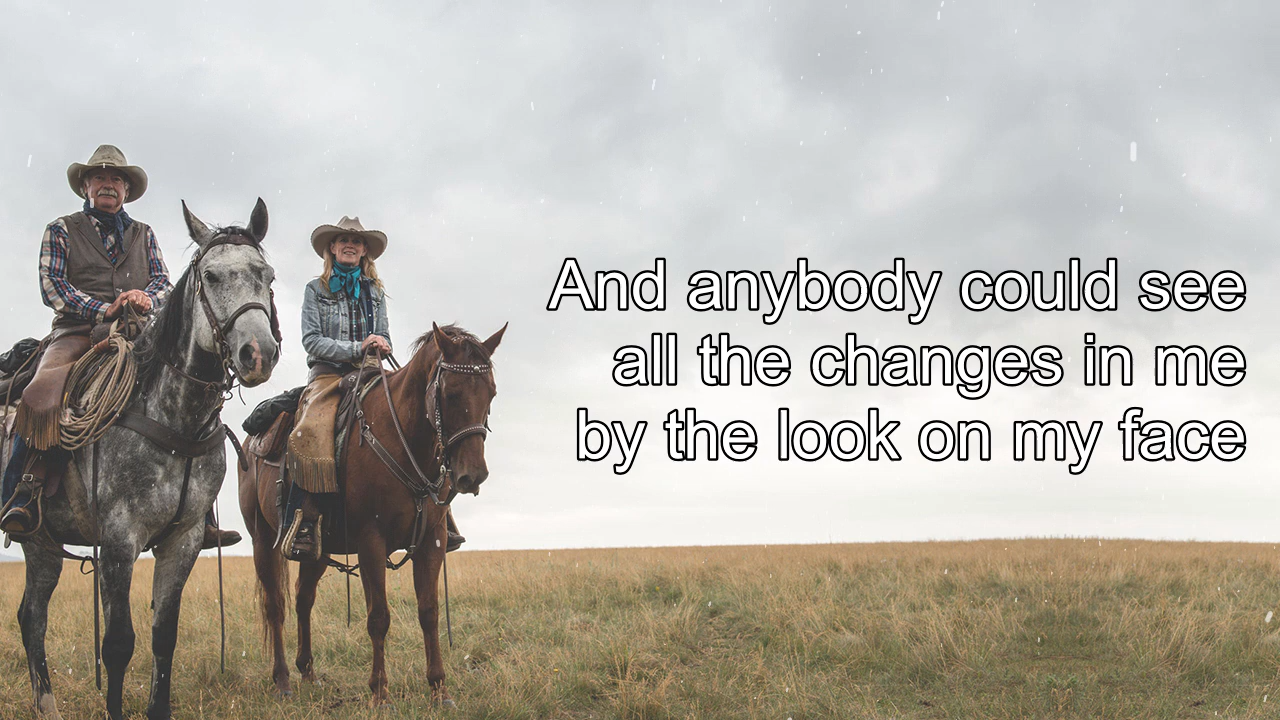 And anybody could see
all the changes in me
by the look on my face